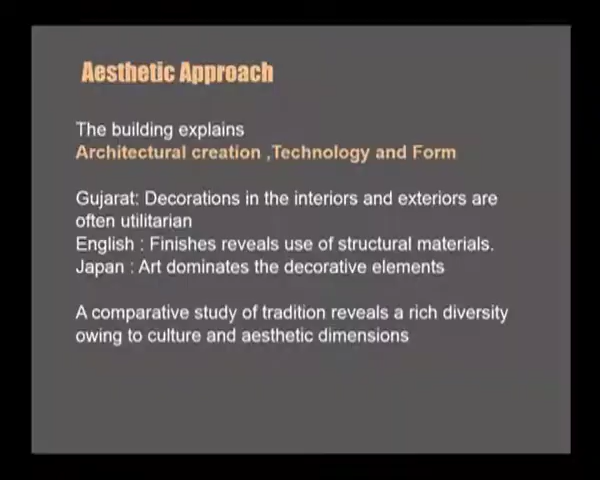 Aesthetic Approach
The building explains
Architectural creation ,Technology and Form
Gujarat: Decorations in the interiors and exteriors are
often utilitarian
English : Finishes reveals use of structural materials.
Japan : Art dominates the decorative elements
A comparative study of tradition reveals a rich diversity
owing to culture and aesthetic dimensions